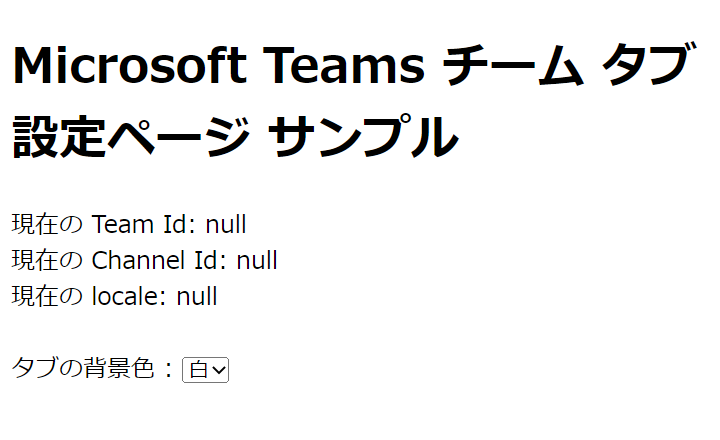 Microsoft Teams チーム タブ
設定ページ サンプル
現在の Team Id: null
現在の Channel Id: null
現在の locale: null
タブの背景色 : 白